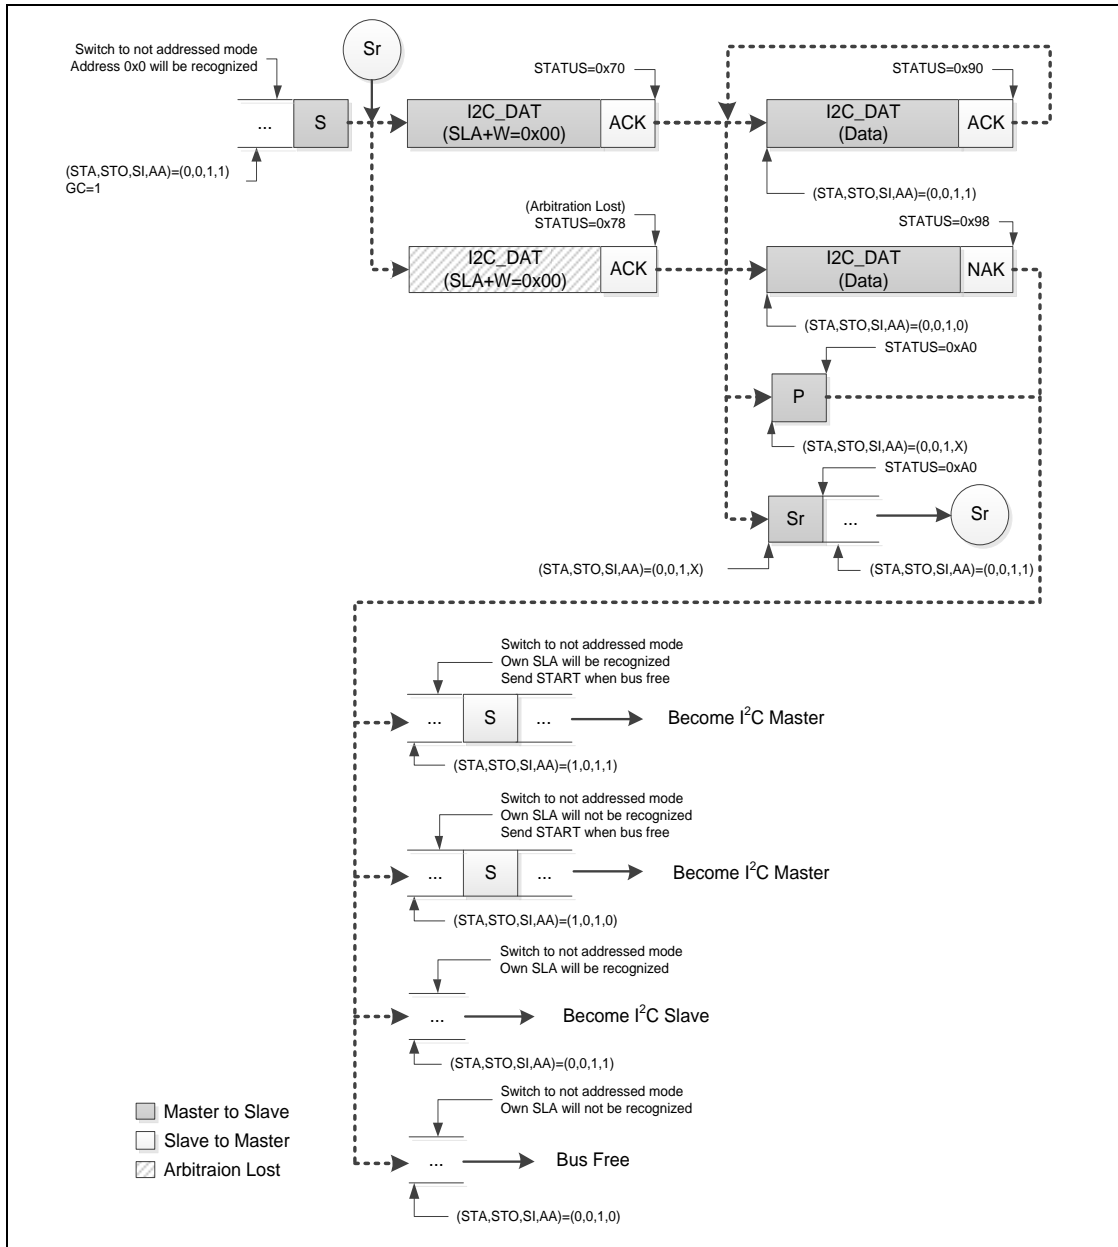 Switch to not addressed mode
Address 0x0 will be recognized
Sr
STATUS=0x70
STATUS=0x90
...
S
I2C_DAT
(SLA+W=0x00)
ACK
I2C_DAT
(Data)
ACK
(STA,STO,SI,AA)=(0,0,1,1)
GC=1
(STA,STO,SI,AA)=(0,0,1,1)
(Arbitration Lost)
STATUS=0x78
STATUS=0x98
I2C_DAT
(SLA+W=0x00)
ACK
I2C_DAT
(Data)
NAK
(STA,STO,SI,AA)=(0,0,1,0)
STATUS=0xA0
P
(STA,STO,SI,AA)=(0,0,1,X)
STATUS=0xA0
Sr
...
Sr
(STA,STO,SI,AA)=(0,0,1,X)
(STA,STO,SI,AA)=(0,0,1,1)
Switch to not addressed mode
Own SLA will be recognized
Send START when bus free
...
S
...
Become I²C Master
(STA,STO,SI,AA)=(1,0,1,1)
Switch to not addressed mode
Own SLA will not be recognized
Send START when bus free
...
S
...
Become I²C Master
(STA,STO,SI,AA)=(1,0,1,0)
Switch to not addressed mode
Own SLA will be recognized
...
Become I²C Slave
(STA,STO,SI,AA)=(0,0,1,1)
Switch to not addressed mode
Own SLA will not be recognized
...
Bus Free
(STA,STO,SI,AA)=(0,0,1,0)
Master to Slave
Slave to Master
Arbitraion Lost